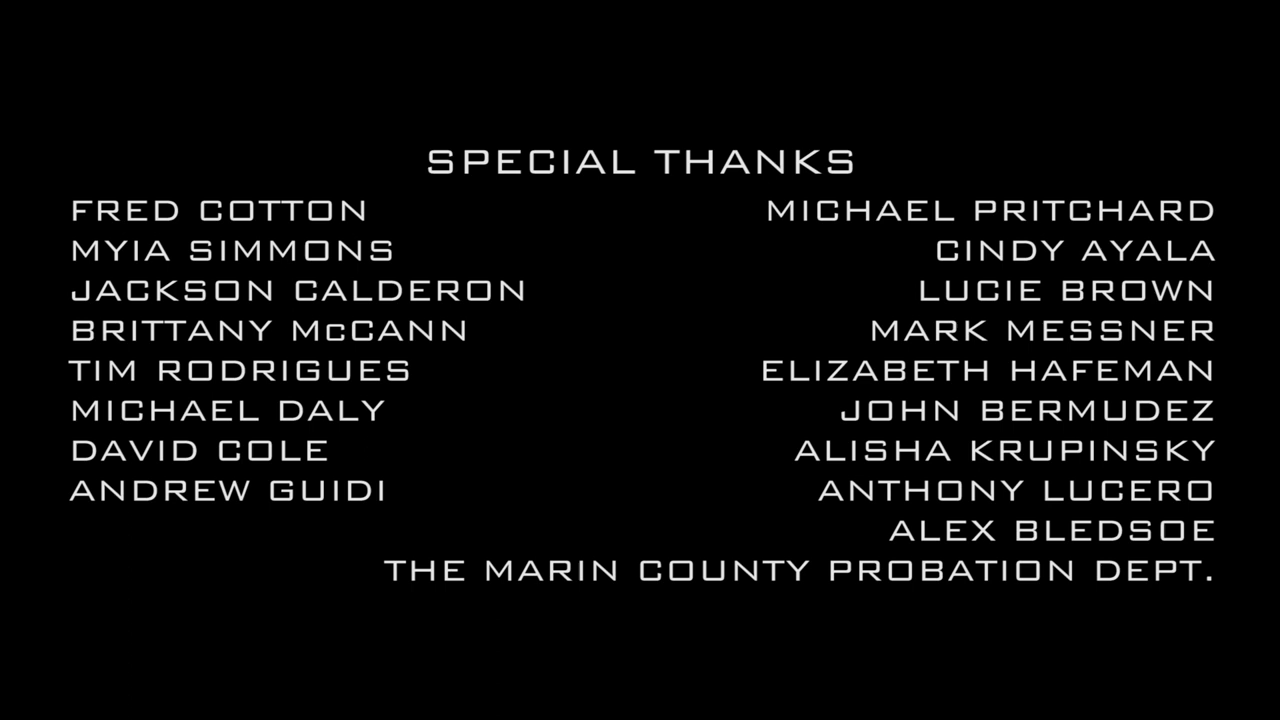 SPECIAL THANKS
FRED COTTON MICHAEL PRITCHARD
MYIA SIMMONS CINDY AYALA
JACKSON CALDERON LUCIE BROWN
BRITTANY McCANN MARK MESSNER
TIM RODRIGUES ELIZABETH HAFEMAN
MICHAEL DALY JOHN BERMUDEZ
DAVID COLE ALISHA KRUPINSKY
ANDREW GUIDI ANTHONY LUCERO
ALEX BLEDSOE
THE MARIN COUNTY PROBATION DEPT.